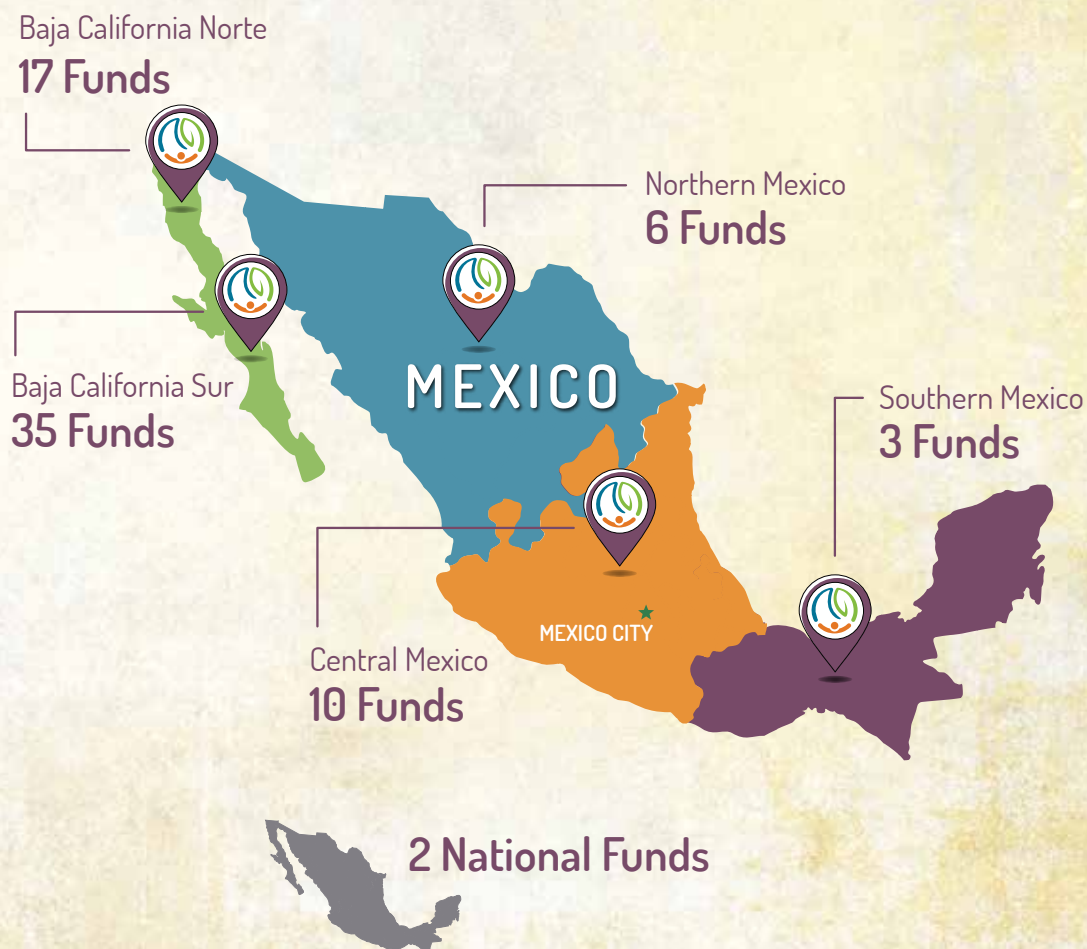 Baja California Norte
17 Funds
Northern Mexico
6 Funds
MEXICO
Baja California Sur
35 Funds
Southern Mexico
3 Funds
MEXICO CITY
Central Mexico
10 Funds
2 National Funds